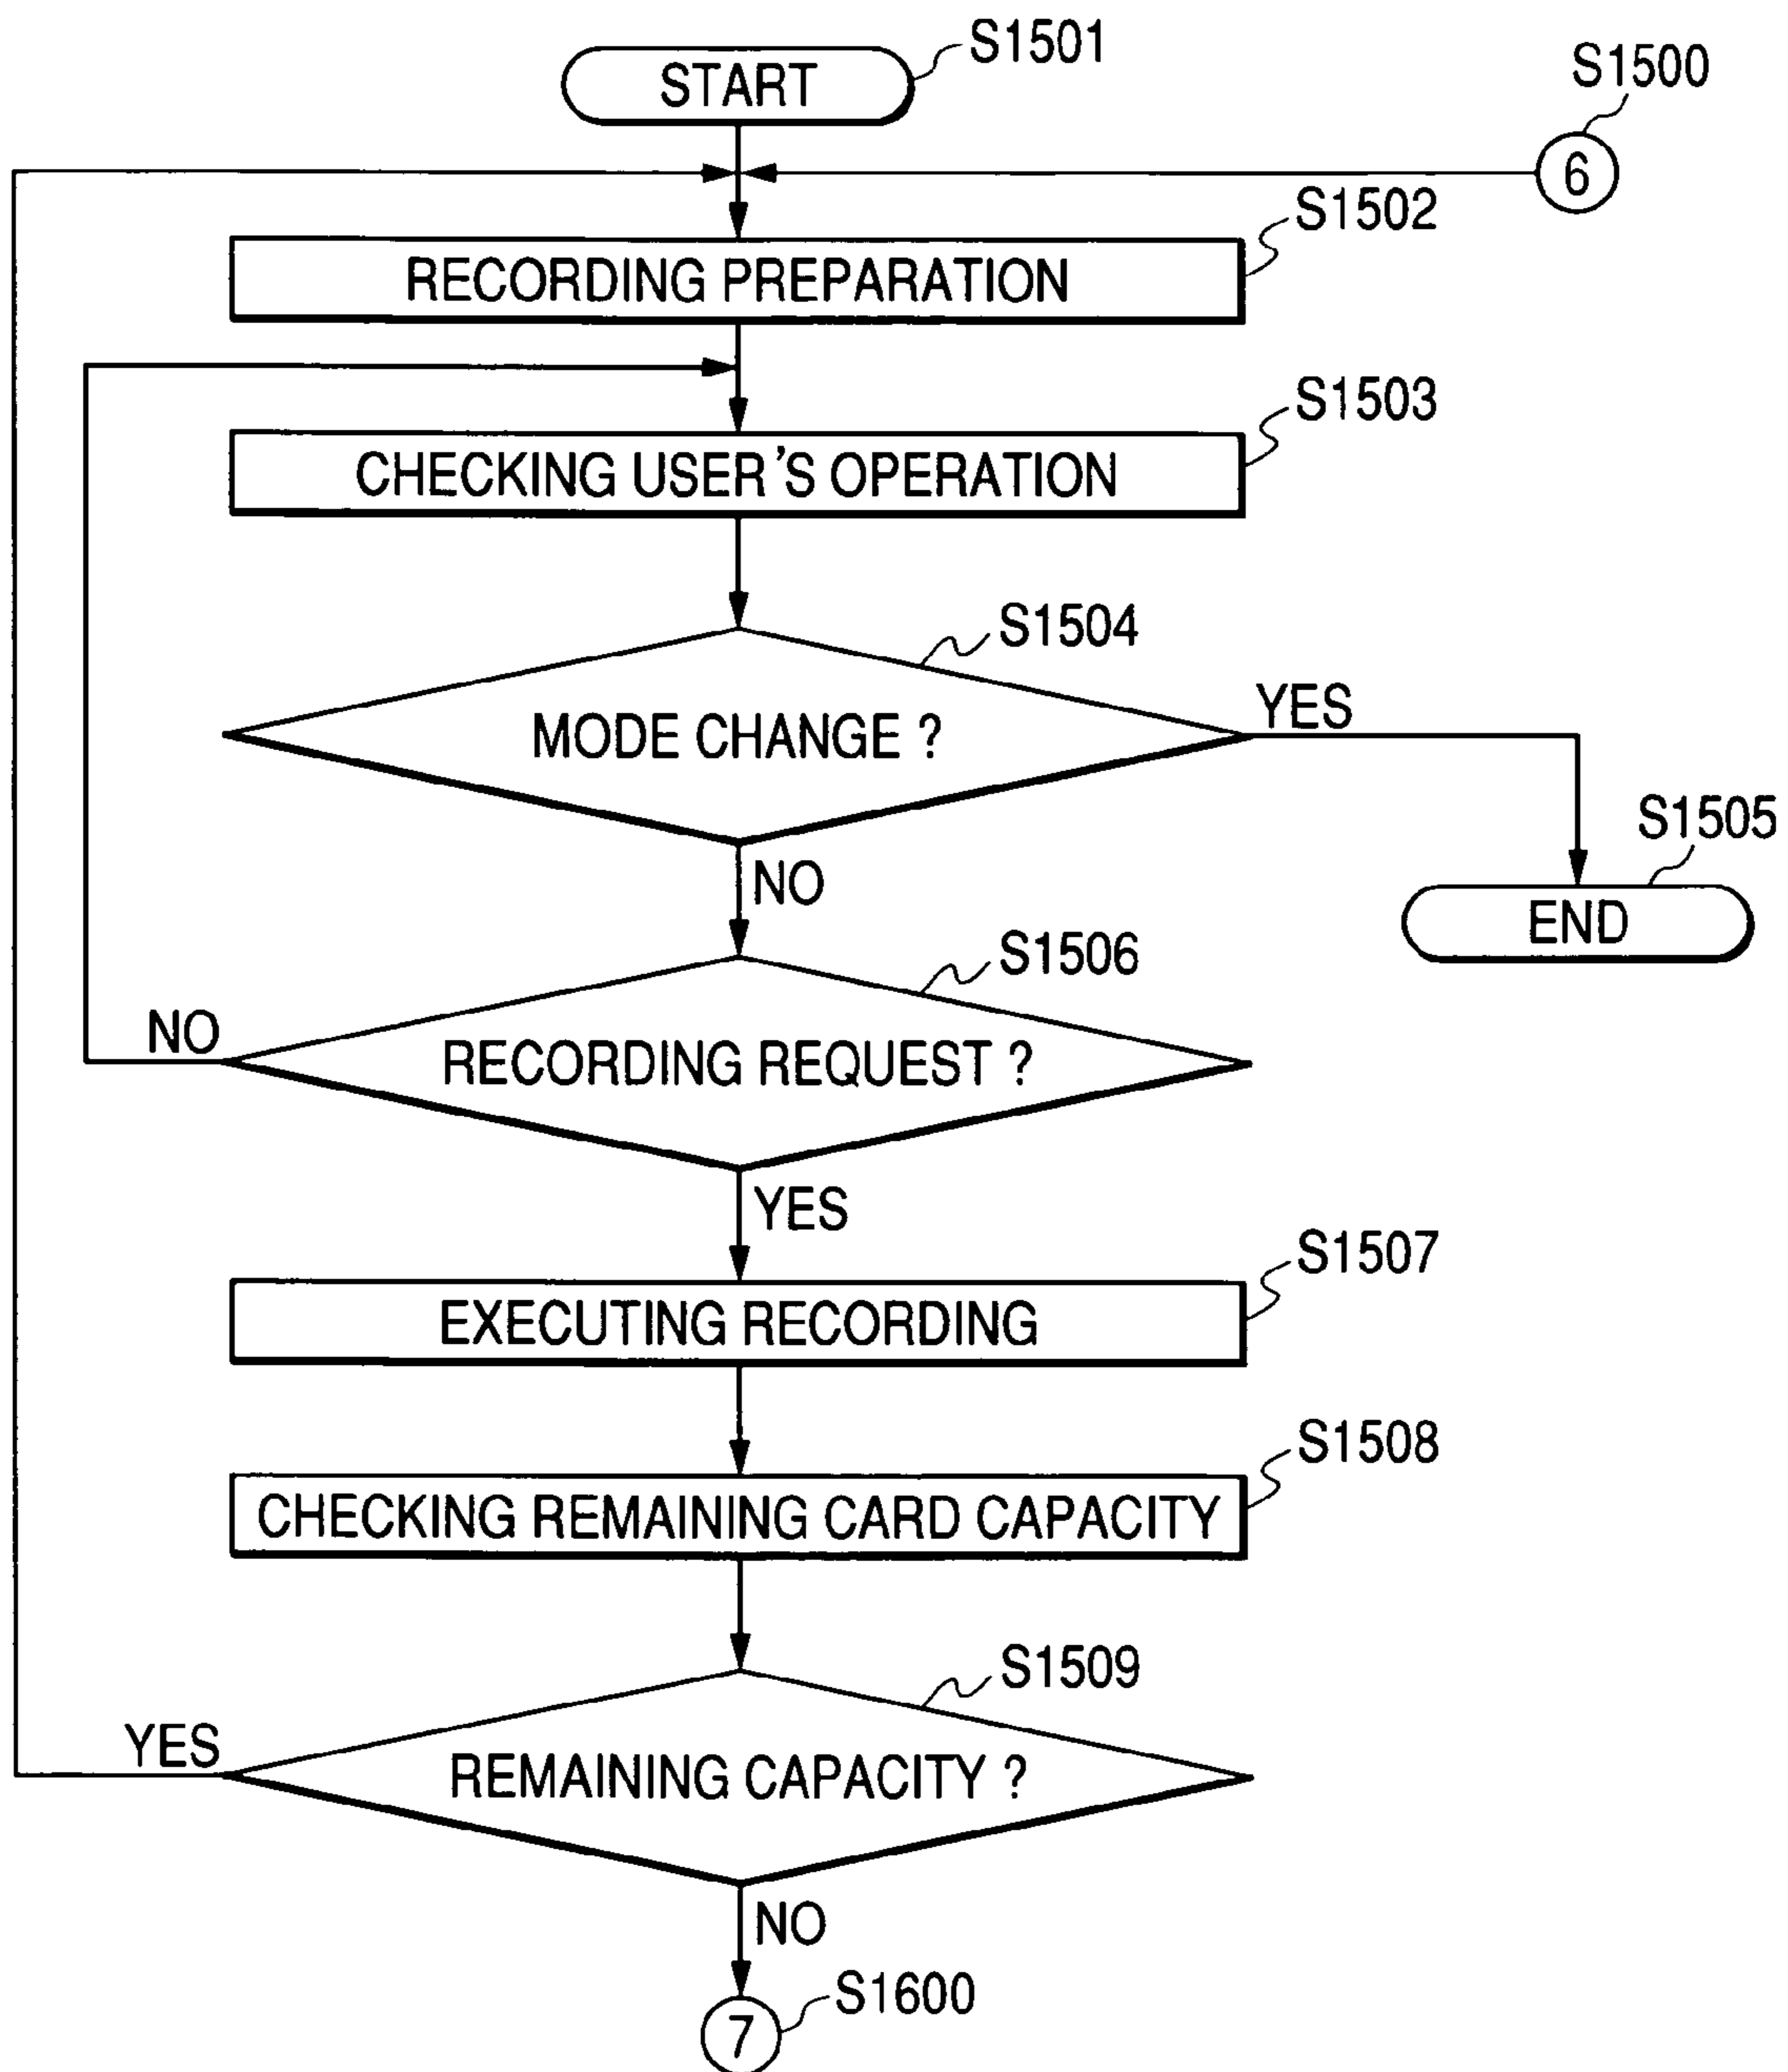 S1501
START
S1500
6
S1502
RECORDING PREPARATION
S1503
CHECKING USER'S OPERATION
S1504
MODE CHANGE ?
YES
S1505
END
NO
S1506
RECORDING REQUEST ?
NO
YES
S1507
EXECUTING RECORDING
S1508
CHECKING REMAINING CARD CAPACITY
S1509
REMAINING CAPACITY ?
YES
NO
S1600
7